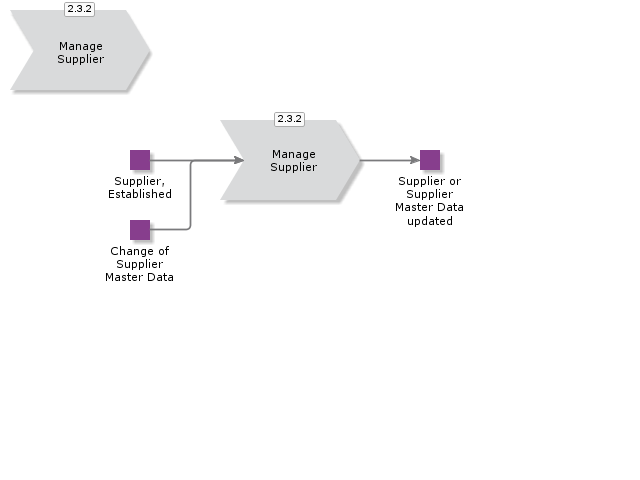 2.3.2
Manage
Supplier
2.3.2
Manage
Supplier
Supplier,
Established
Supplier or
Supplier
Master Data
updated
Change of
Supplier
Master Data